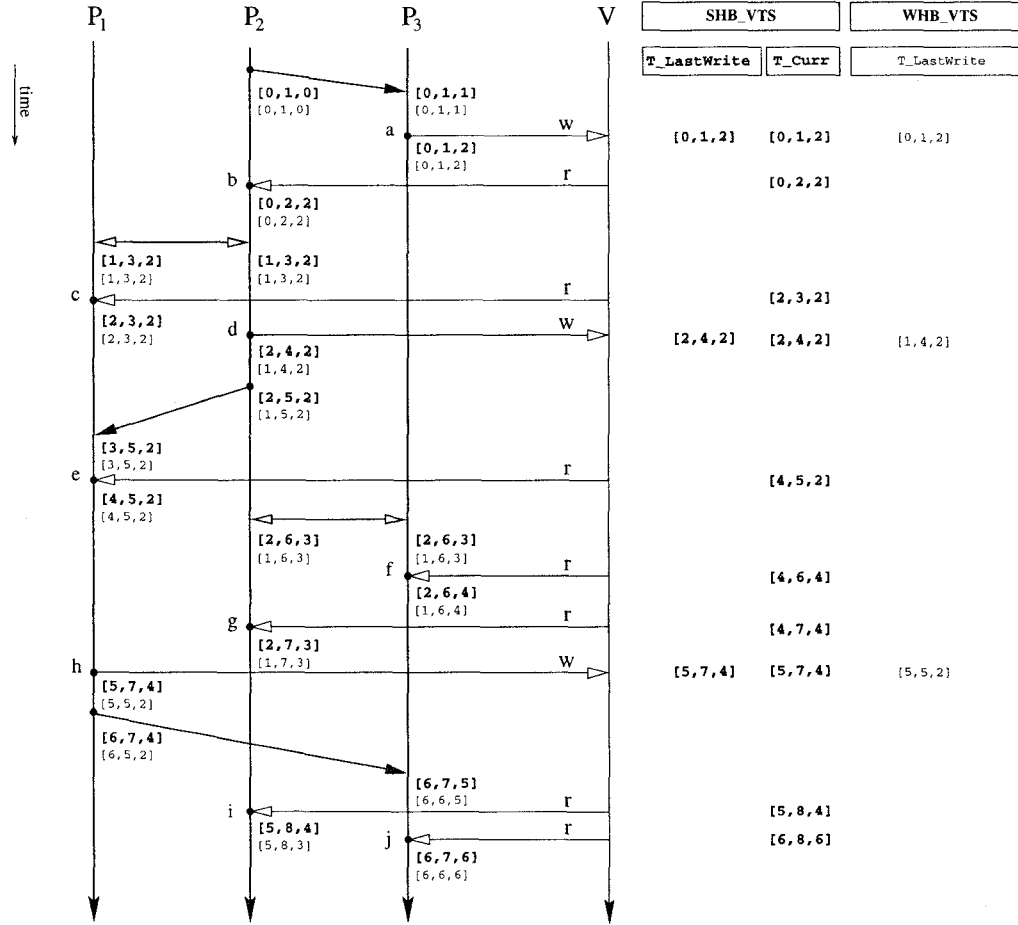 P1 P2 P3 V SHB_VTS WHB_VTS
T_LastWrite T_Curr T_LastWrite
time
[0,1,0] [0,1,1]
[0,1,0] [0,1,1]
a w
[0,1,2] [0,1,2] [0,1,2] [0,1,2]
[0,1,2]
b r [0,2,2]
[0,2,2]
[0,2,2]
[1,3,2] [1,3,2]
[1,3,2] [1,3,2]
c r [2,3,2]
[2,3,2]
[2,3,2]
d w [2,4,2] [2,4,2] [1,4,2]
[2,4,2]
[1,4,2]
[2,5,2]
[1,5,2]
[3,5,2]
[3,5,2]
e r [4,5,2]
[4,5,2]
[4,5,2]
[2,6,3] [2,6,3]
[1,6,3] [1,6,3]
f r [4,6,4]
[2,6,4]
[1,6,4]
g r [4,7,4]
[2,7,3]
[1,7,3]
h w [5,7,4] [5,7,4] [5,5,2]
[5,7,4]
[5,5,2]
[6,7,4]
[6,5,2]
[6,7,5]
[6,6,5]
i r [5,8,4]
[5,8,4]
[5,8,3]
j r [6,8,6]
[6,7,6]
[6,6,6]